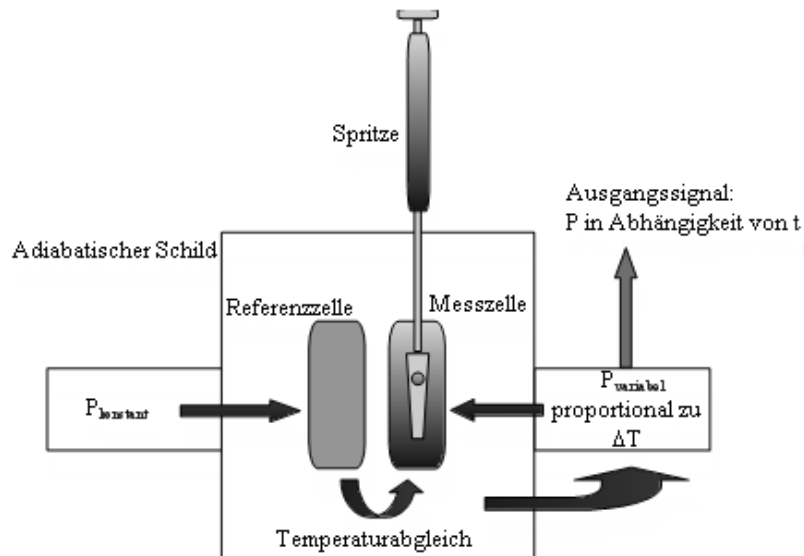 Spritze
Ausgangssignal:
P in Abhängigkeit von t
Adiabatischer Schild
Referenzzelle
Messzelle
Pkonstant
Pvariabel
proportional zu
ΔT
Temperaturabgleich